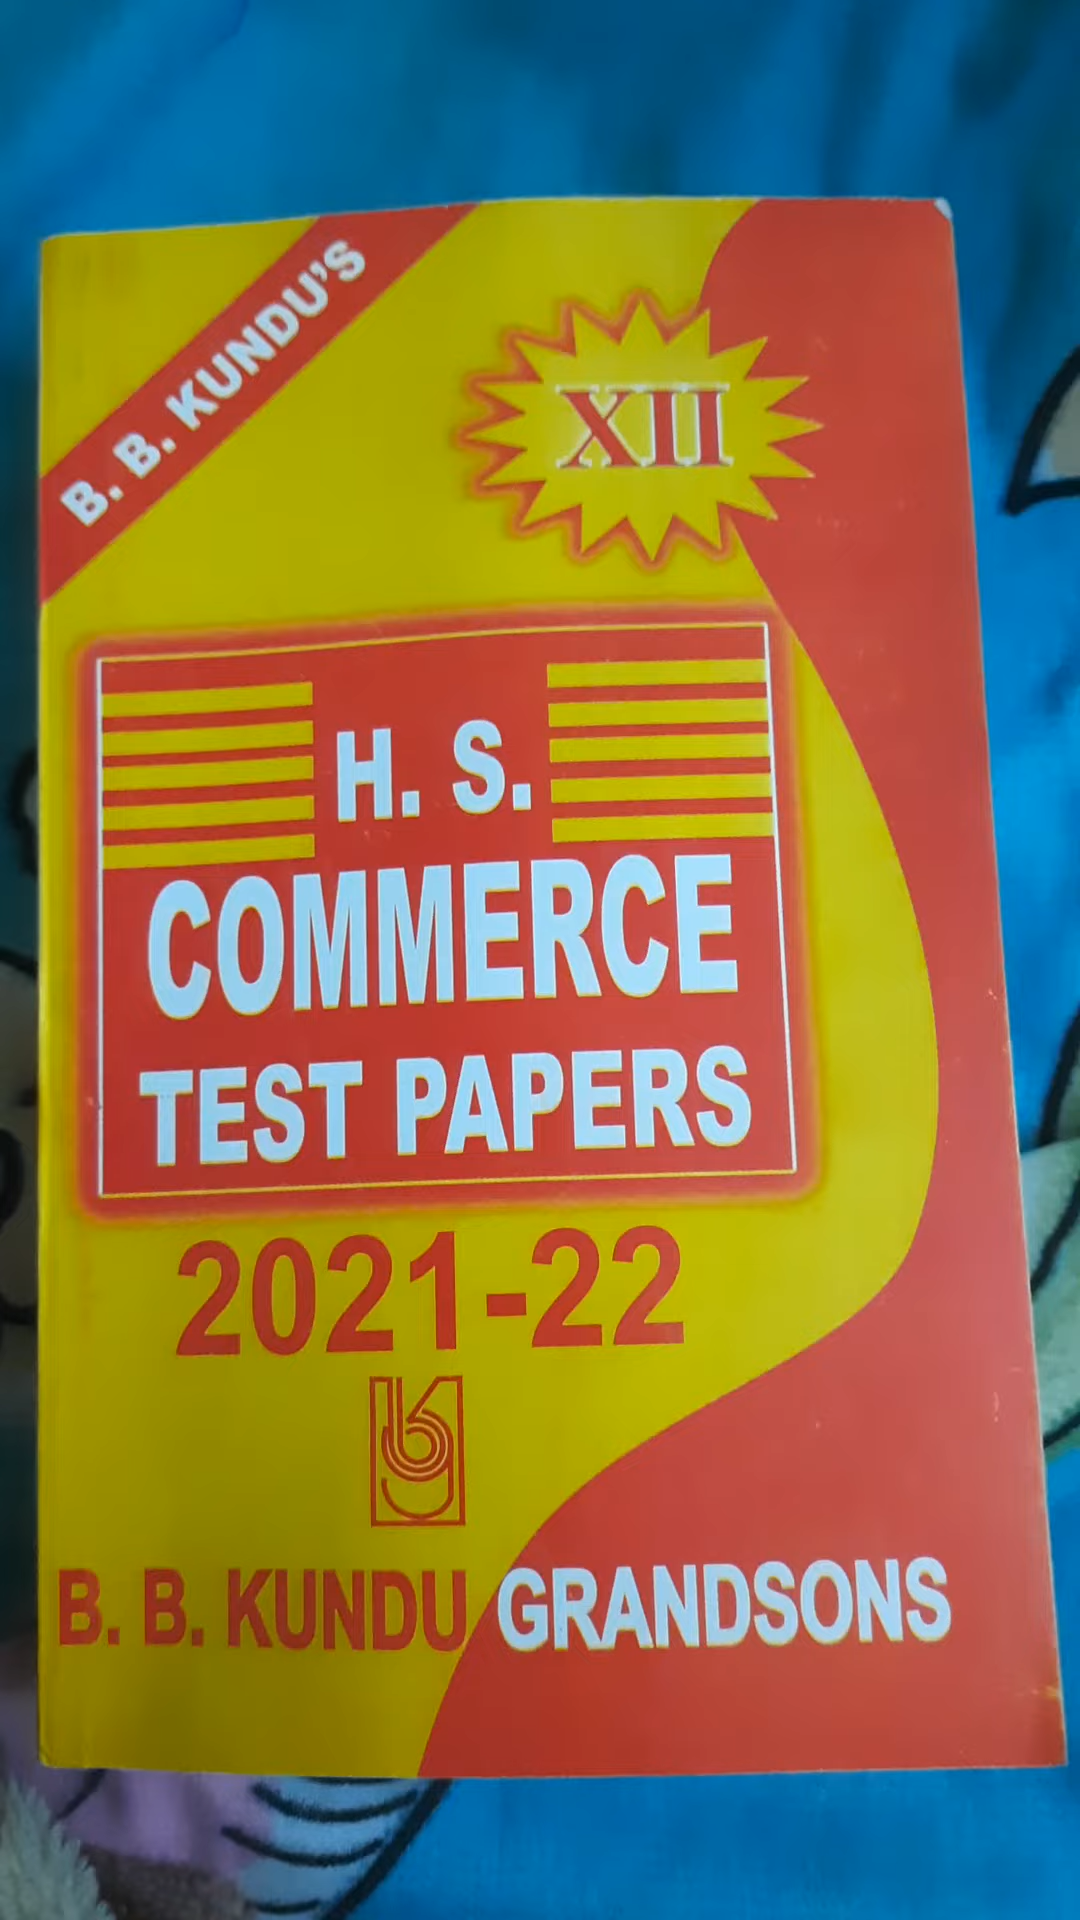 B. B. KUNDU'S
XII
H. S.
COMMERCE
TEST PAPERS
2021-22
B. B. KUNDU GRANDSONS